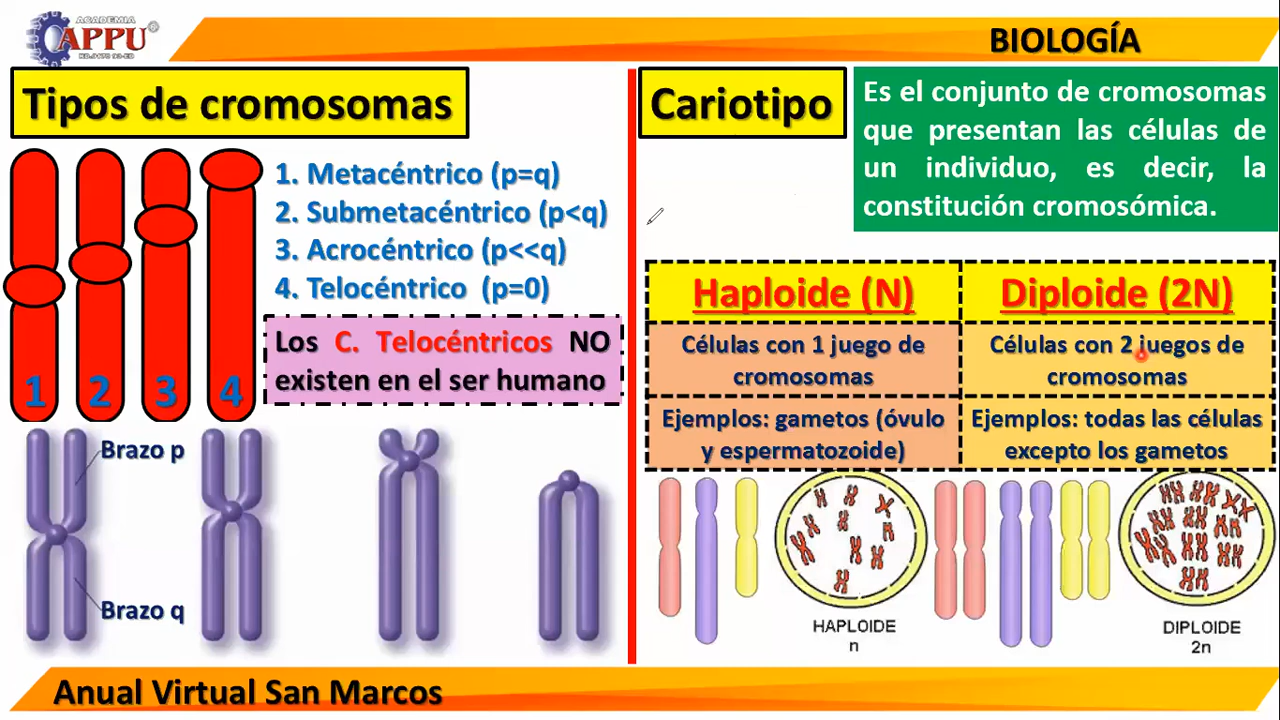 ACADEMIA
APPU
BIOLOGÍA
Tipos de cromosomas
1. Metacéntrico (p=q)
2. Submetacéntrico (p<q)
3. Acrocéntrico (p<<q)
4. Telocéntrico (p=0)
1 2 3 4
Los C. Telocéntricos NO
existen en el ser humano
Brazo p
Brazo q
Cariotipo
Es el conjunto de cromosomas
que presentan las células de
un individuo, es decir, la
constitución cromosómica.
Haploide (N)
Diploide (2N)
Células con 1 juego de
cromosomas
Células con 2 juegos de
cromosomas
Ejemplos: gametos (óvulo
y espermatozoide)
Ejemplos: todas las células
excepto los gametos
HAPLOIDE
n
DIPLOIDE
2n
Anual Virtual San Marcos